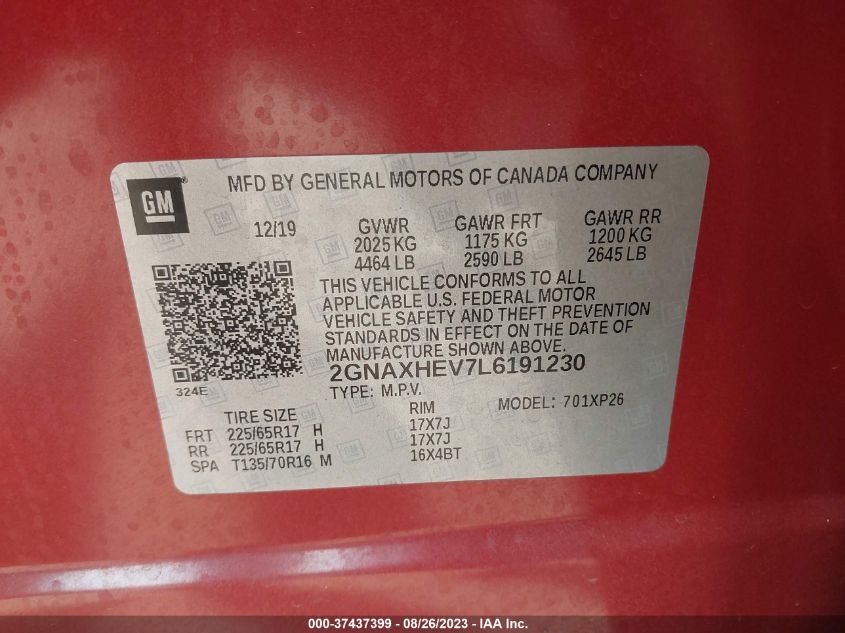 GM
MFD BY GENERAL MOTORS OF CANADA COMPANY
12/19
GVWR GAWR FRT GAWR RR
2025 KG 1175 KG 1200 KG
4464 LB 2590 LB 2645 LB
THIS VEHICLE CONFORMS TO ALL
APPLICABLE U.S. FEDERAL MOTOR
VEHICLE SAFETY AND THEFT PREVENTION
STANDARDS IN EFFECT ON THE DATE OF
MANUFACTURE SHOWN ABOVE.
324E
2GNAXHEV7L6191230
TYPE: M.P.V.
MODEL: 701XP26
TIRE SIZE RIM
FRT 225/65R17 H 17X7J
RR 225/65R17 H 17X7J
SPA T135/70R16 M 16X4BT
000-37437399 - 08/26/2023 - IAA Inc.